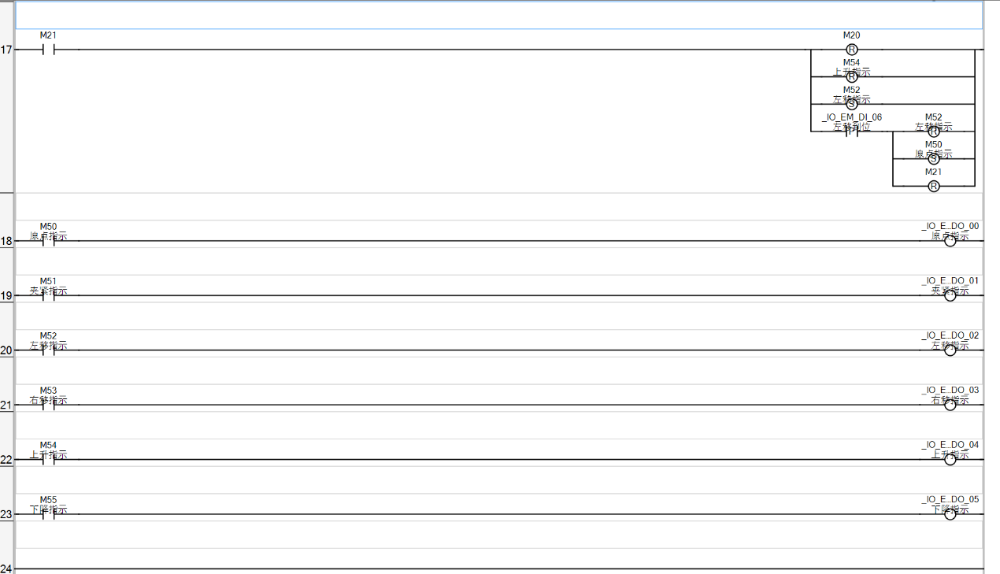 M21
M20
17
R
M54
上升指示
R
M52
左移指示
S
_IO_EM_DI_06
左移到位
P
M52
左移指示
R
M50
原点指示
S
M21
R
M50
原点指示
_IO_E...DO_00
原点指示
18
M51
夹紧指示
_IO_E...DO_01
夹紧指示
19
M52
左移指示
_IO_E...DO_02
左移指示
20
M53
右移指示
_IO_E...DO_03
右移指示
21
M54
上升指示
_IO_E...DO_04
上升指示
22
M55
下降指示
_IO_E...DO_05
下降指示
23
24